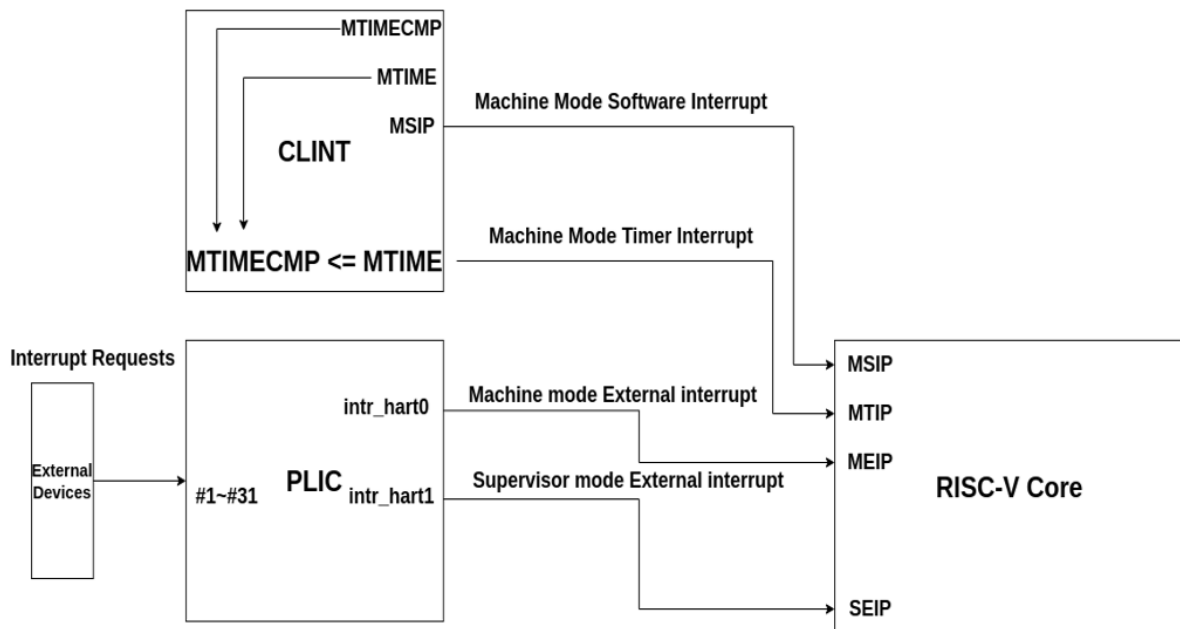 MTIMECMP
MTIME
Machine Mode Software Interrupt
MSIP
CLINT
Machine Mode Timer Interrupt
MTIMECMP <= MTIME
Interrupt Requests
MSIP
Machine mode External interrupt
intr_hart0
MTIP
MEIP
External
Devices
#1~#31
PLIC
intr_hart1
Supervisor mode External interrupt
RISC-V Core
SEIP